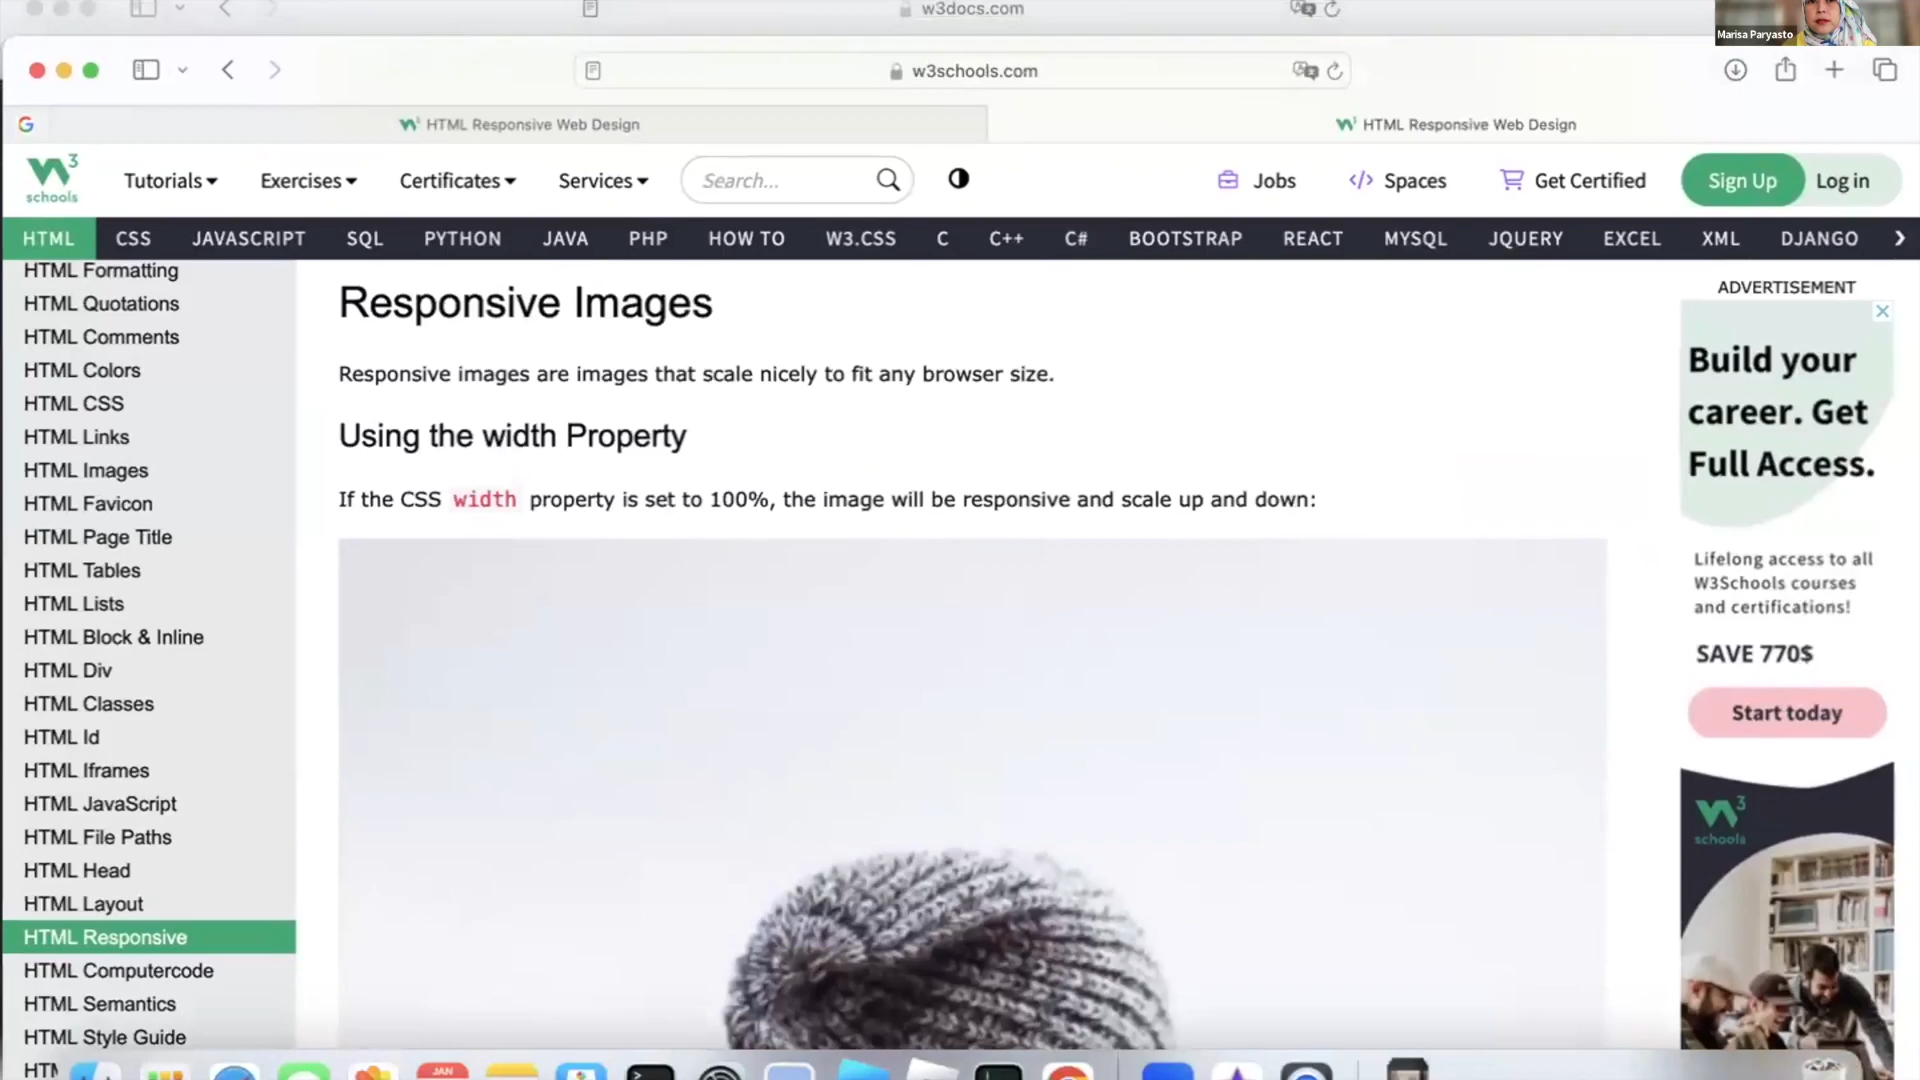 w3docs.com
Marisa Paryasto
w3schools.com
HTML Responsive Web Design
HTML Responsive Web Design
W3 schools
Tutorials
Exercises
Certificates
Services
Search...
Jobs
Spaces
Get Certified
Sign Up
Log in
HTML CSS JAVASCRIPT SQL PYTHON JAVA PHP HOW TO W3.CSS C C++ C# BOOTSTRAP REACT MYSQL JQUERY EXCEL XML DJANGO
HTML Formatting
HTML Quotations
HTML Comments
HTML Colors
HTML CSS
HTML Links
HTML Images
HTML Favicon
HTML Page Title
HTML Tables
HTML Lists
HTML Block & Inline
HTML Div
HTML Classes
HTML Id
HTML Iframes
HTML JavaScript
HTML File Paths
HTML Head
HTML Layout
HTML Responsive
HTML Computercode
HTML Semantics
HTML Style Guide
Responsive Images
Responsive images are images that scale nicely to fit any browser size.
Using the width Property
If the CSS width property is set to 100%, the image will be responsive and scale up and down:
ADVERTISEMENT
Build your
career. Get
Full Access.
Lifelong access to all
W3Schools courses
and certifications!
SAVE 770$
Start today
W3 schools
JAN